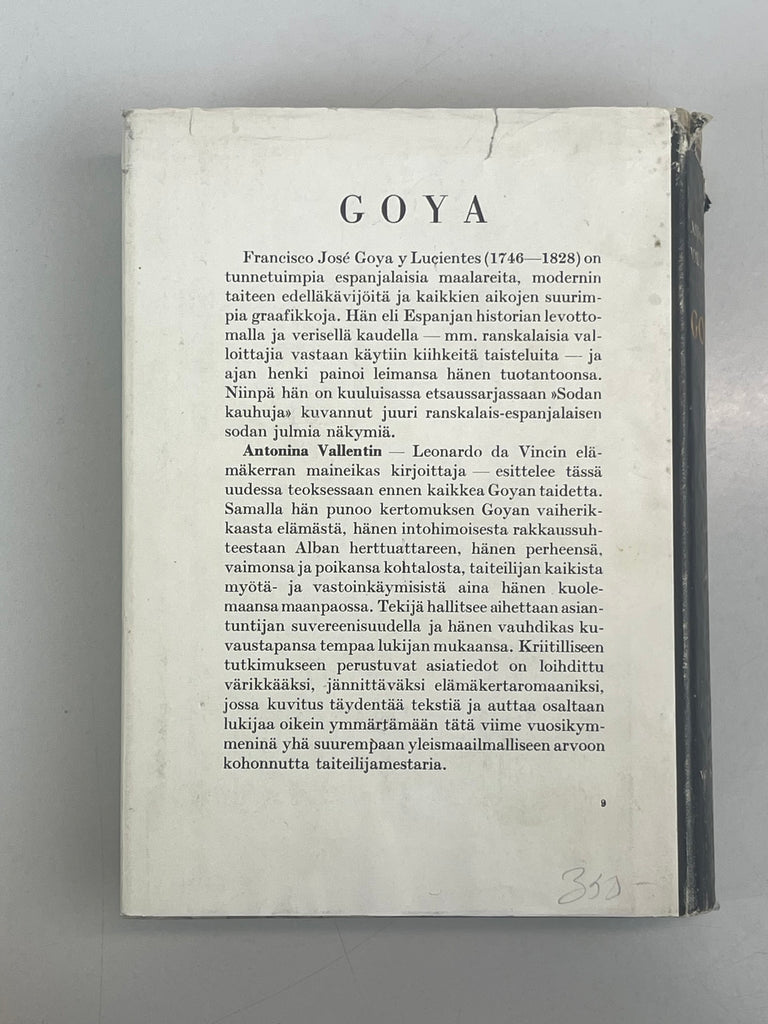 GOYA
Francisco José Goya y Lucientes (1746—1828) on
tunnetuimpia espanjalaisia maalareita, modernin
taiteen edelläkävijöitä ja kaikkien aikojen suurim-
pia graafikkoja. Hän eli Espanjan historian levotto-
malla ja verisellä kaudella — mm. ranskalaisia val-
loittajia vastaan käytiin kiihkeitä taisteluita — ja
ajan henki painoi leimansa hänen tuotantoonsa.
Niinpä hän on kuuluisassa etsaussarjassaan »Sodan
kauhuja» kuvannut juuri ranskalais-espanjalaisen
sodan julmia näkymiä.
Antonina Vallentin — Leonardo da Vincin elä-
mäkerran maineikas kirjoittaja — esittelee tässä
uudessa teoksessaan ennen kaikkea Goyan taidetta.
Samalla hän punoo kertomuksen Goyan vaiherik-
kaasta elämästä, hänen intohimoisesta rakkaussuh-
teestaan Alban herttuattareen, hänen perheensä,
vaimonsa ja poikansa kohtalosta, taiteilijan kaikista
myötä- ja vastoinkäymisistä aina hänen kuole-
maansa maanpaossa. Tekijä hallitsee aihettaan asian-
tuntijan suvereenisuudella ja hänen vauhdikas ku-
vaustapansa tempaa lukijan mukaansa. Kriitilliseen
tutkimukseen perustuvat asiatiedot on loihdittu
värikkääksi, jännittäväksi elämäkertaromaaniksi,
jossa kuvitus täydentää tekstiä ja auttaa osaltaan
lukijaa oikein ymmärtämään tätä viime vuosikym-
meninä yhä suurempaan yleismaailmalliseen arvoon
kohonnutta taiteilijamestaria.
9
350 —
GO